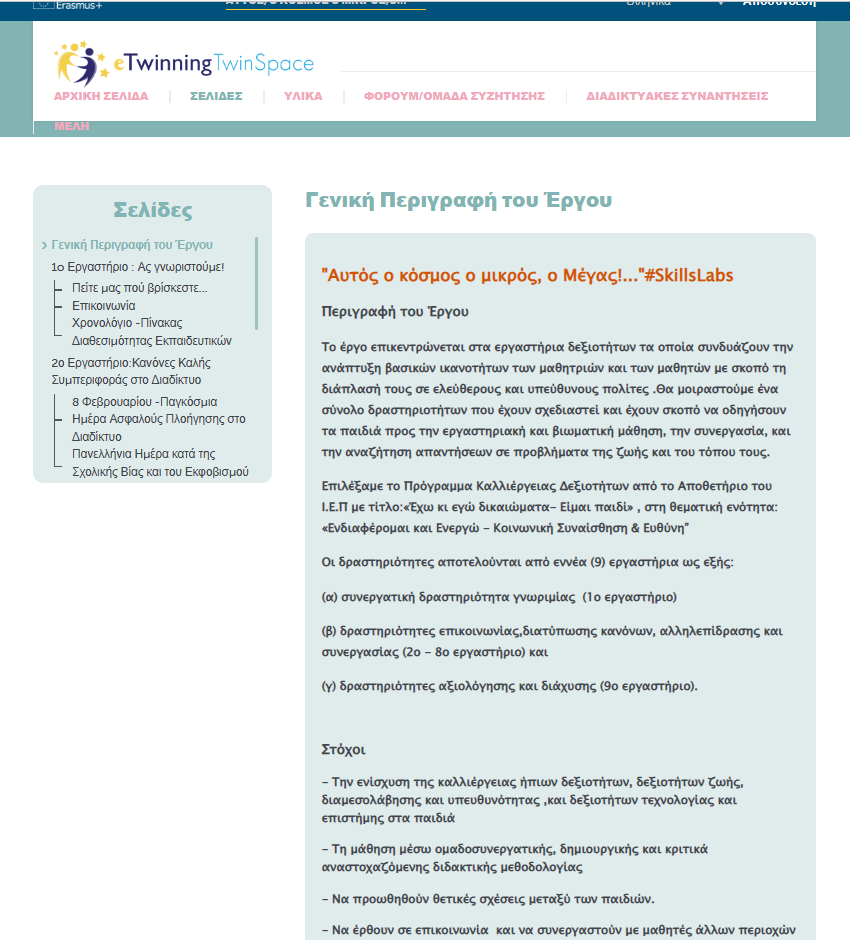 Erasmus+
Ελληνικά
Αποσύνδεση
eTwinningTwinSpace
ΑΡΧΙΚΗ ΣΕΛΙΔΑ
ΣΕΛΙΔΕΣ
ΥΛΙΚΑ
ΦΟΡΟΥΜ/ΟΜΑΔΑ ΣΥΖΗΤΗΣΗΣ
ΔΙΑΔΙΚΤΥΑΚΕΣ ΣΥΝΑΝΤΗΣΕΙΣ
ΜΕΛΗ
Σελίδες
› Γενική Περιγραφή του Έργου
1ο Εργαστήριο : Ας γνωριστούμε!
Πείτε μας πού βρίσκεστε...
Επικοινωνία
Χρονολόγιο -Πίνακας
Διαθεσιμότητας Εκπαιδευτικών
2ο Εργαστήριο:Κανόνες Καλής
Συμπεριφοράς στο Διαδίκτυο
8 Φεβρουαρίου -Παγκόσμια
Ημέρα Ασφαλούς Πλοήγησης στο
Διαδίκτυο
Πανελλήνια Ημέρα κατά της
Σχολικής Βίας και του Εκφοβισμού
Γενική Περιγραφή του Έργου
"Αυτός ο κόσμος ο μικρός, ο Μέγας!..."#SkillsLabs
Περιγραφή του Έργου
Το έργο επικεντρώνεται στα εργαστήρια δεξιοτήτων τα οποία συνδυάζουν την
ανάπτυξη βασικών ικανοτήτων των μαθητριών και των μαθητών με σκοπό τη
διάπλασή τους σε ελεύθερους και υπεύθυνους πολίτες .Θα μοιραστούμε ένα
σύνολο δραστηριοτήτων που έχουν σχεδιαστεί και έχουν σκοπό να οδηγήσουν
τα παιδιά προς την εργαστηριακή και βιωματική μάθηση, την συνεργασία, και
την αναζήτηση απαντήσεων σε προβλήματα της ζωής και του τόπου τους.
Επιλέξαμε το Πρόγραμμα Καλλιέργειας Δεξιοτήτων από το Αποθετήριο του
Ι.Ε.Π με τίτλο:«Έχω κι εγώ δικαιώματα– Είμαι παιδί» , στη θεματική ενότητα:
«Ενδιαφέρομαι και Ενεργώ – Κοινωνική Συναίσθηση & Ευθύνη"
Οι δραστηριότητες αποτελούνται από εννέα (9) εργαστήρια ως εξής:
(α) συνεργατική δραστηριότητα γνωριμίας  (1ο εργαστήριο)
(β) δραστηριότητες επικοινωνίας,διατύπωσης κανόνων, αλληλεπίδρασης και
συνεργασίας (2ο – 8ο εργαστήριο) και
(γ) δραστηριότητες αξιολόγησης και διάχυσης (9ο εργαστήριο).
Στόχοι
– Την ενίσχυση της καλλιέργειας ήπιων δεξιοτήτων, δεξιοτήτων ζωής,
διαμεσολάβησης και υπευθυνότητας ,και δεξιοτήτων τεχνολογίας και
επιστήμης στα παιδιά
– Τη μάθηση μέσω ομαδοσυνεργατικής, δημιουργικής και κριτικά
αναστοχαζόμενης διδακτικής μεθοδολογίας
– Να προωθηθούν θετικές σχέσεις μεταξύ των παιδιών.
– Να έρθουν σε επικοινωνία  και να συνεργαστούν με μαθητές άλλων περιοχών